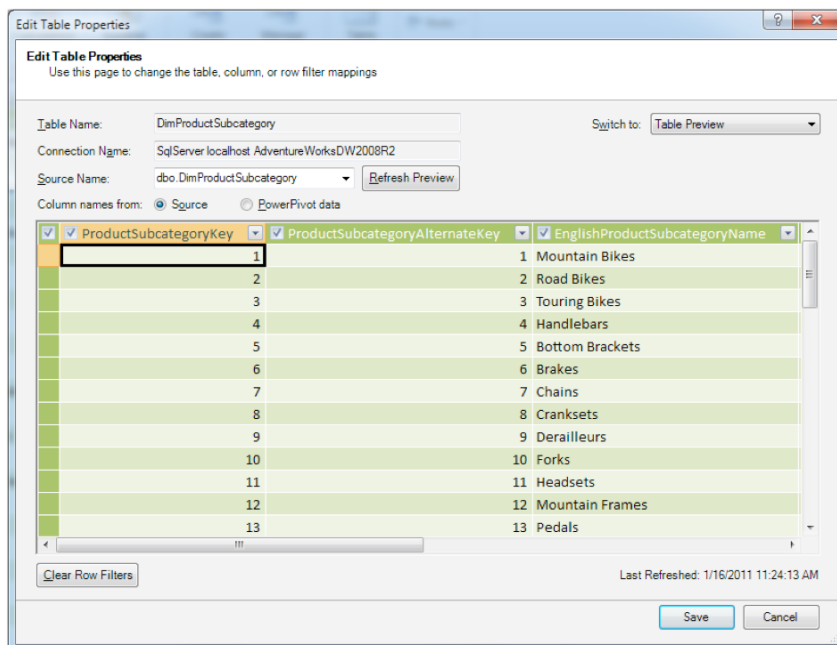 Edit Table Properties
Edit Table Properties
Use this page to change the table, column, or row filter mappings
Table Name: DimProductSubcategory Switch to: Table Preview
Connection Name: SqlServer localhost AdventureWorksDW2008R2
Source Name: dbo.DimProductSubcategory Refresh Preview
Column names from: Source PowerPivot data
ProductSubcategoryKey ProductSubcategoryAlternateKey EnglishProductSubcategoryName
1 1 Mountain Bikes
2 2 Road Bikes
3 3 Touring Bikes
4 4 Handlebars
5 5 Bottom Brackets
6 6 Brakes
7 7 Chains
8 8 Cranksets
9 9 Derailleurs
10 10 Forks
11 11 Headsets
12 12 Mountain Frames
13 13 Pedals
Clear Row Filters Last Refreshed: 1/16/2011 11:24:13 AM
Save Cancel